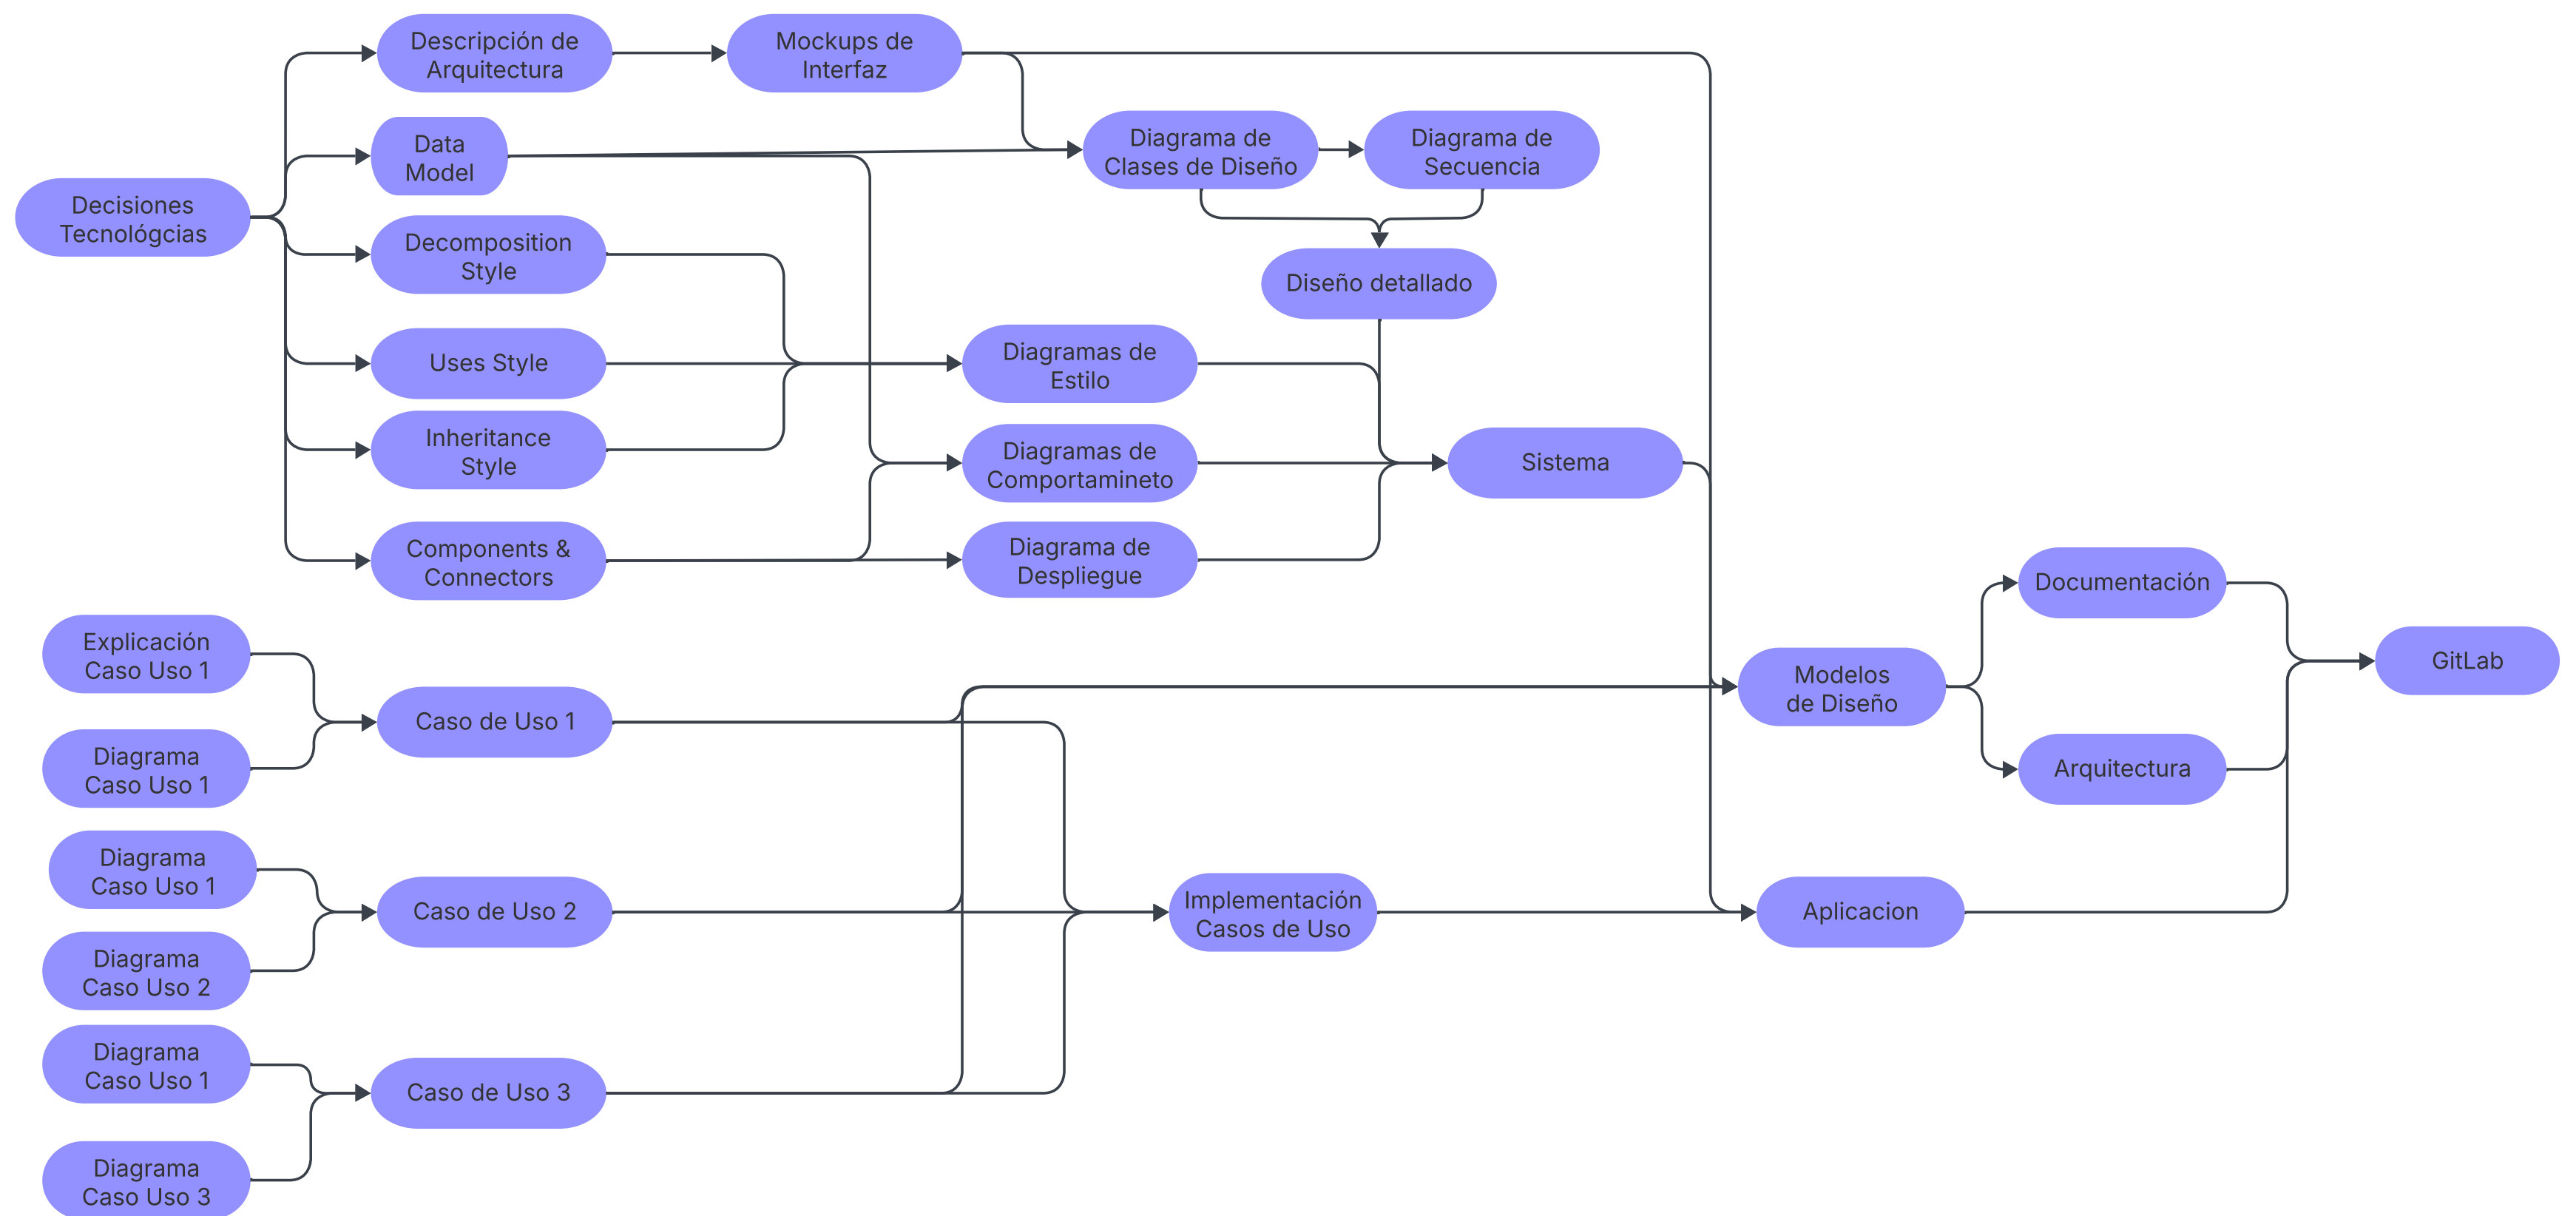 Descripción de
Arquitectura
Mockups de
Interfaz
Data
Model
Diagrama de
Clases de Diseño
Diagrama de
Secuencia
Decisiones
Tecnológcias
Decomposition
Style
Diseño detallado
Uses Style
Diagramas de
Estilo
Inheritance
Style
Diagramas de
Comportamineto
Sistema
Components &
Connectors
Diagrama de
Despliegue
Documentación
Explicación
Caso Uso 1
GitLab
Modelos
de Diseño
Caso de Uso 1
Diagrama
Caso Uso 1
Arquitectura
Diagrama
Caso Uso 1
Caso de Uso 2
Implementación
Casos de Uso
Aplicacion
Diagrama
Caso Uso 2
Diagrama
Caso Uso 1
Caso de Uso 3
Diagrama
Caso Uso 3